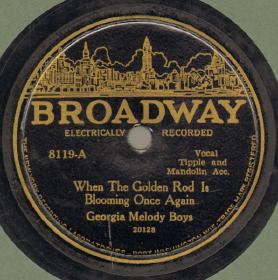 BROADWAY
ELECTRICALLY RECORDED
8119-A
Vocal
Tipple and
Mandolin Acc.
When The Golden Rod Is
Blooming Once Again
Georgia Melody Boys
20128